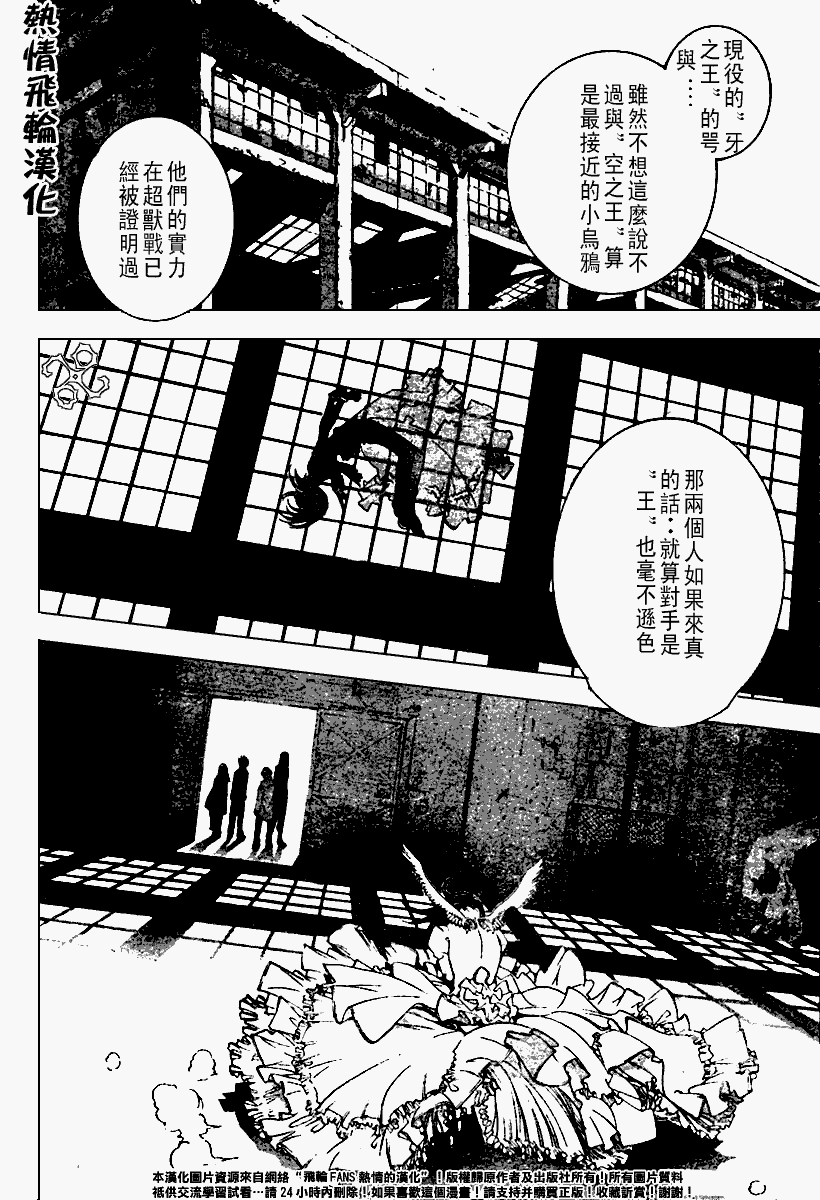 熱情飛輪漢化
現役的”牙
之王”的咢
與....
雖然不想這麼說不
過與”空之王”算
是最接近的小烏鴉
他們的實力
在超獸戰已
經被證明過
那兩個人如果來真
的話..就算對手是
”王”也毫不遜色
本漢化圖片資源來自網絡“飛輪FANS熱情的漢化”！版權歸原作者及出版社所有！所有圖片資料
祗供交流學習試看…請24小時內刪除！如果喜歡這個漫畫！請支持并購買正版！收藏訢賞！謝謝！